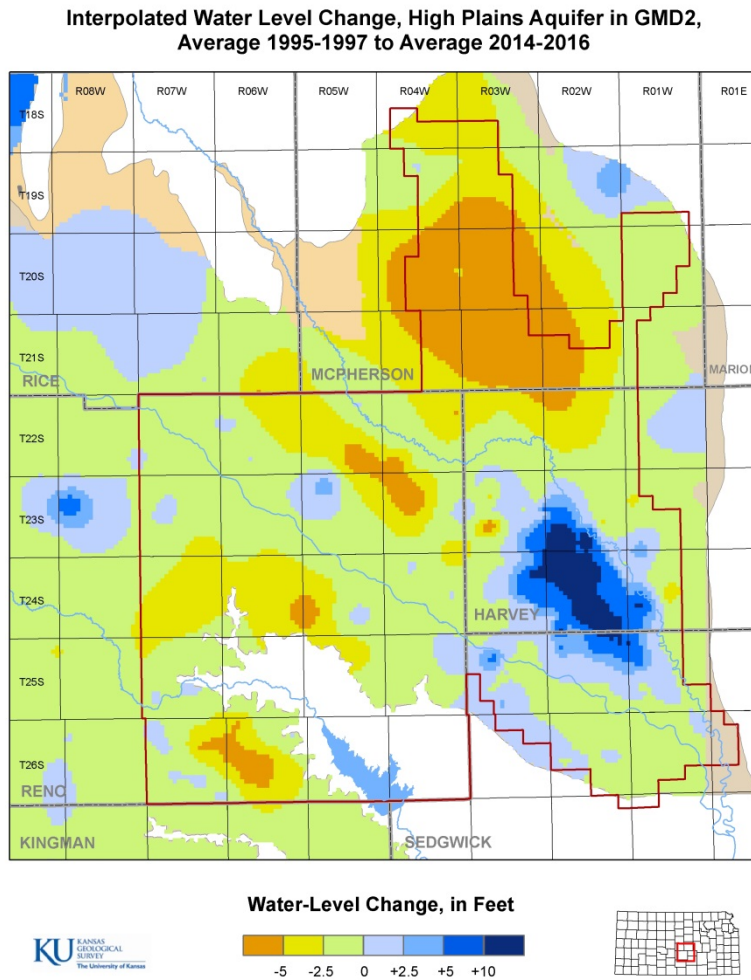 Interpolated Water Level Change, High Plains Aquifer in GMD2,
Average 1995-1997 to Average 2014-2016
R08W R07W R06W R05W R04W R03W R02W R01W R01E
T18S
T19S
T20S
T21S
RICE MCPHERSON MARION
T22S
T23S
T24S
HARVEY
T25S
T26S
RENO
KINGMAN SEDGWICK
Water-Level Change, in Feet
-5 -2.5 0 +2.5 +5 +10
KU KANSAS
GEOLOGICAL
SURVEY
The University of Kansas